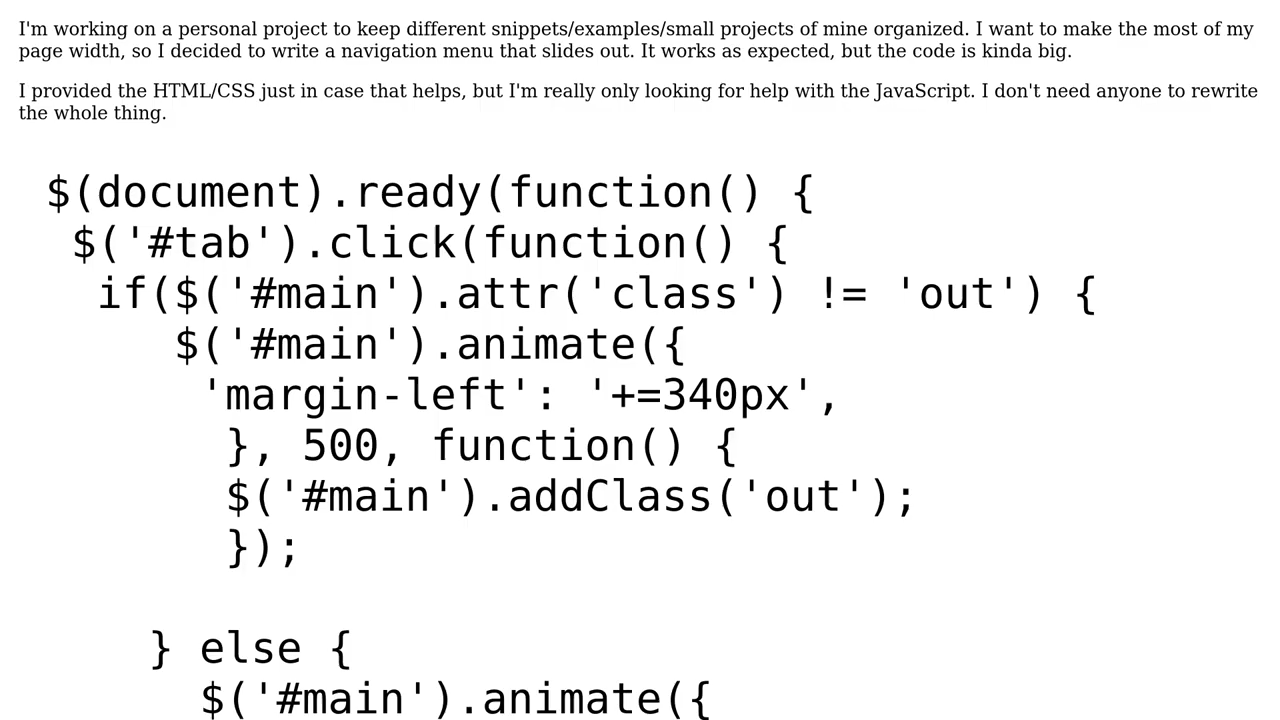 I'm working on a personal project to keep different snippets/examples/small projects of mine organized. I want to make the most of my
page width, so I decided to write a navigation menu that slides out. It works as expected, but the code is kinda big.
I provided the HTML/CSS just in case that helps, but I'm really only looking for help with the JavaScript. I don't need anyone to rewrite
the whole thing.
$(document).ready(function() {
$('#tab').click(function() {
if($('#main').attr('class') != 'out') {
$('#main').animate({
'margin-left': '+=340px',
}, 500, function() {
$('#main').addClass('out');
});
} else {
$('#main').animate({